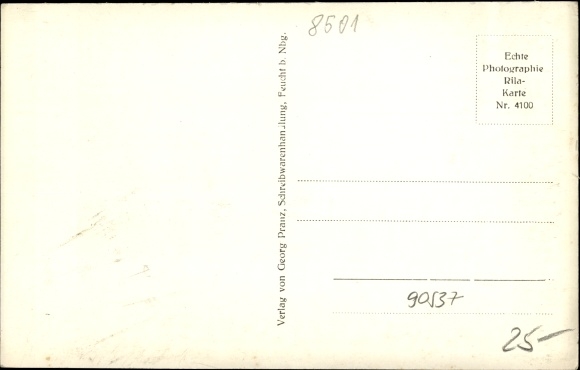 8501
Echte
Photographie
Rila-
Karte
Nr. 4100
Verlag von Georg Pranz, Schreibwarenhandlung, Feucht b. Nbg.
90537
25-